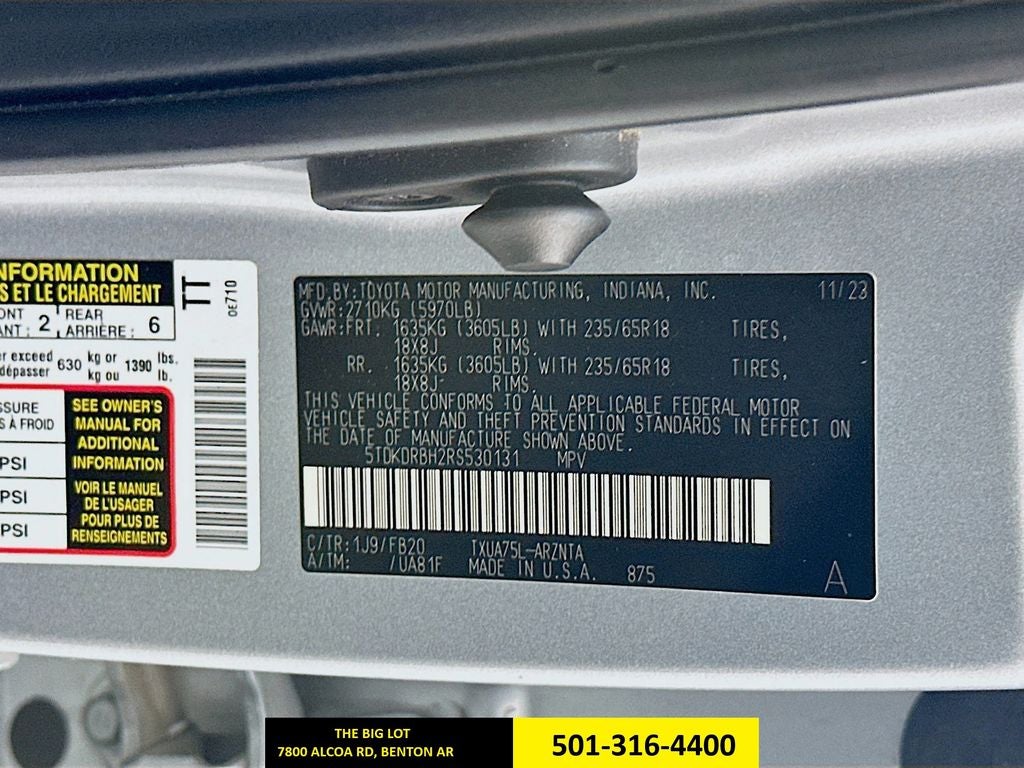 NFORMATION
S ET LE CHARGEMENT
ONT
ANT : 2
REAR
ARRIÈRE : 6
er exceed
dépasser 630 kg or
kg ou 1390 lbs.
lb.
SSURE
S À FROID
PSI
PSI
PSI
SEE OWNER'S
MANUAL FOR
ADDITIONAL
INFORMATION
VOIR LE MANUEL
DE L'USAGER
POUR PLUS DE
RENSEIGNEMENTS
TT
0E710
MFD.BY:TOYOTA MOTOR MANUFACTURING, INDIANA, INC. 11/23
GVWR:2710KG (5970LB)
GAWR:FRT. 1635KG (3605LB) WITH 235/65R18 TIRES,
18X8J RIMS.
RR. 1635KG (3605LB) WITH 235/65R18 TIRES,
18X8J- RIMS.
THIS VEHICLE CONFORMS TO ALL APPLICABLE FEDERAL MOTOR
VEHICLE SAFETY AND THEFT PREVENTION STANDARDS IN EFFECT ON
THE DATE OF MANUFACTURE SHOWN ABOVE.
5TDKDRBH2RS530131 MPV
C/TR:1J9/FB20 TXUA75L-ARZNTA
A/TM: /UA81F MADE IN U.S.A. 875
A
THE BIG LOT
7800 ALCOA RD, BENTON AR
501-316-4400